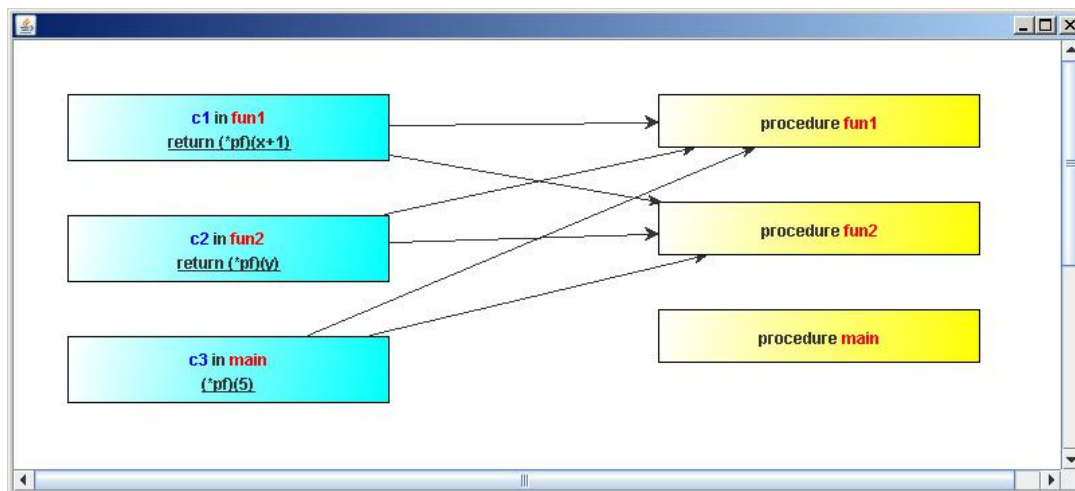 c1 in fun1
return (*pf)(x+1)
procedure fun1
c2 in fun2
return (*pf)(y)
procedure fun2
c3 in main
(*pf)(5)
procedure main